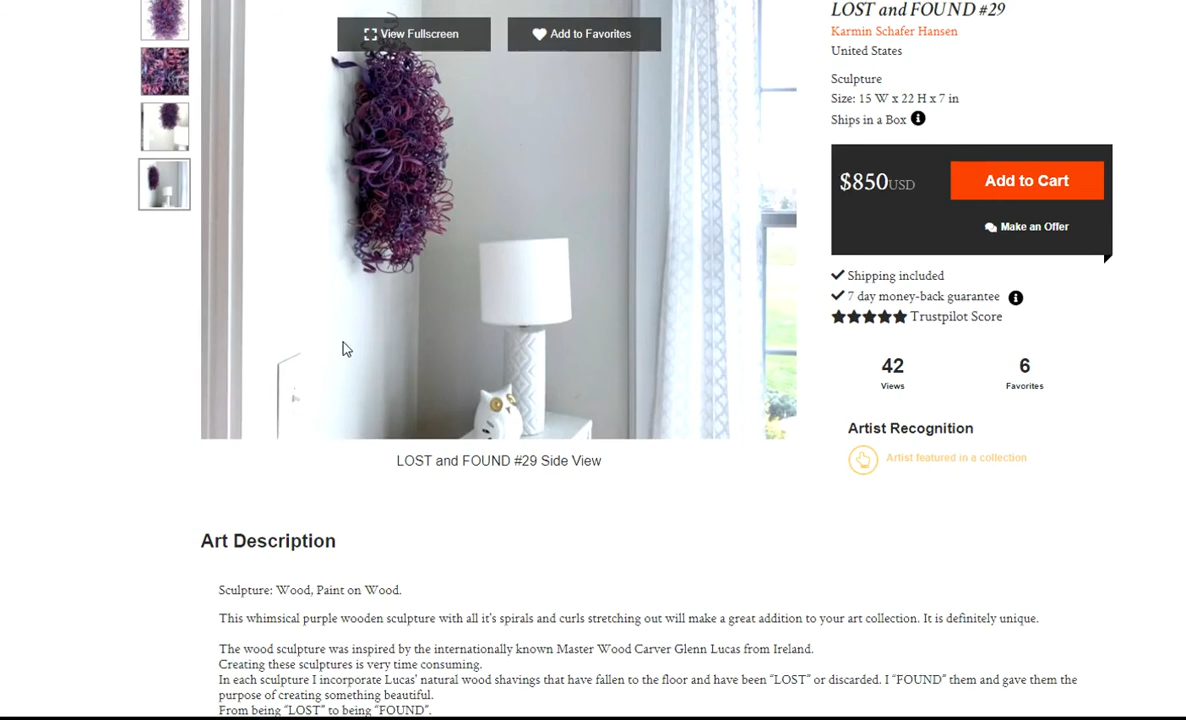 LOST and FOUND #29
Karmin Schafer Hansen
United States
Sculpture
Size: 15 W x 22 H x 7 in
Ships in a Box
View Fullscreen
Add to Favorites
$850USD
Add to Cart
Make an Offer
Shipping included
7 day money-back guarantee
Trustpilot Score
42
Views
6
Favorites
Artist Recognition
Artist featured in a collection
LOST and FOUND #29 Side View
Art Description
Sculpture: Wood, Paint on Wood.
This whimsical purple wooden sculpture with all it's spirals and curls stretching out will make a great addition to your art collection. It is definitely unique.
The wood sculpture was inspired by the internationally known Master Wood Carver Glenn Lucas from Ireland.
Creating these sculptures is very time consuming.
In each sculpture I incorporate Lucas' natural wood shavings that have fallen to the floor and have been “LOST” or discarded. I “FOUND” them and gave them the
purpose of creating something beautiful.
From being “LOST” to being “FOUND”.